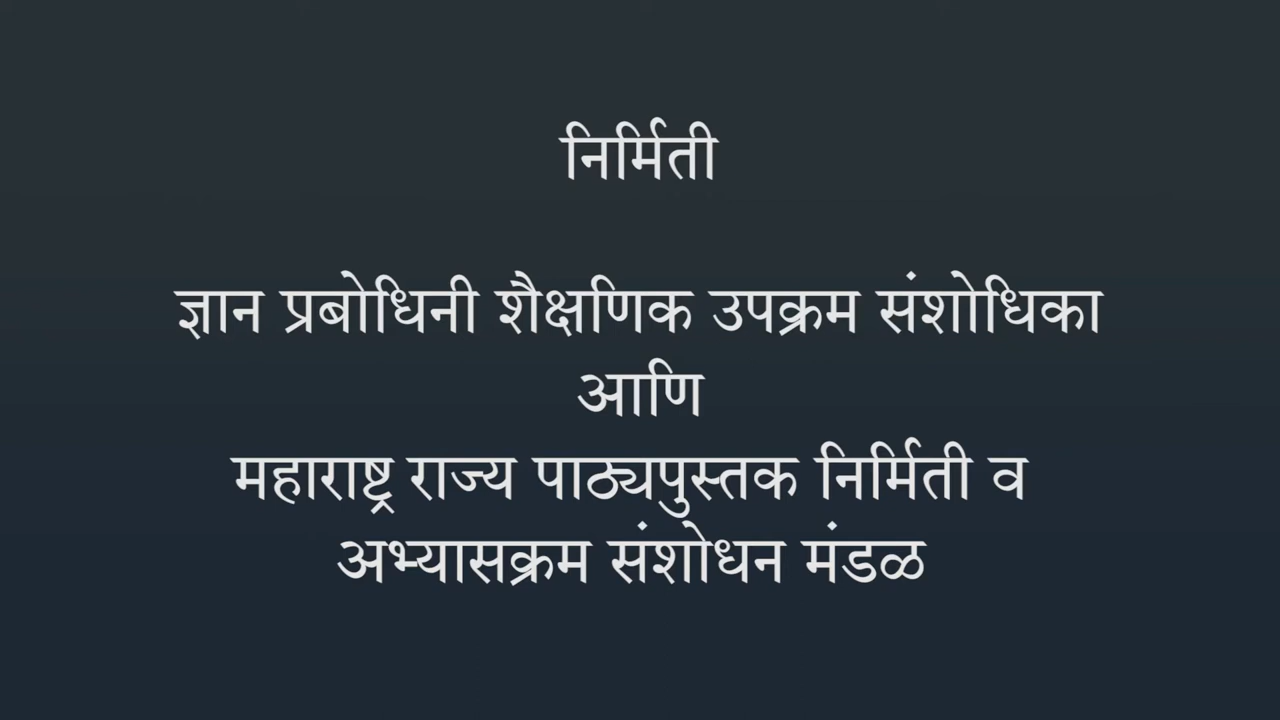 निर्मिती
ज्ञान प्रबोधिनी शैक्षणिक उपक्रम संशोधिका
आणि
महाराष्ट्र राज्य पाठ्यपुस्तक निर्मिती व
अभ्यासक्रम संशोधन मंडळ